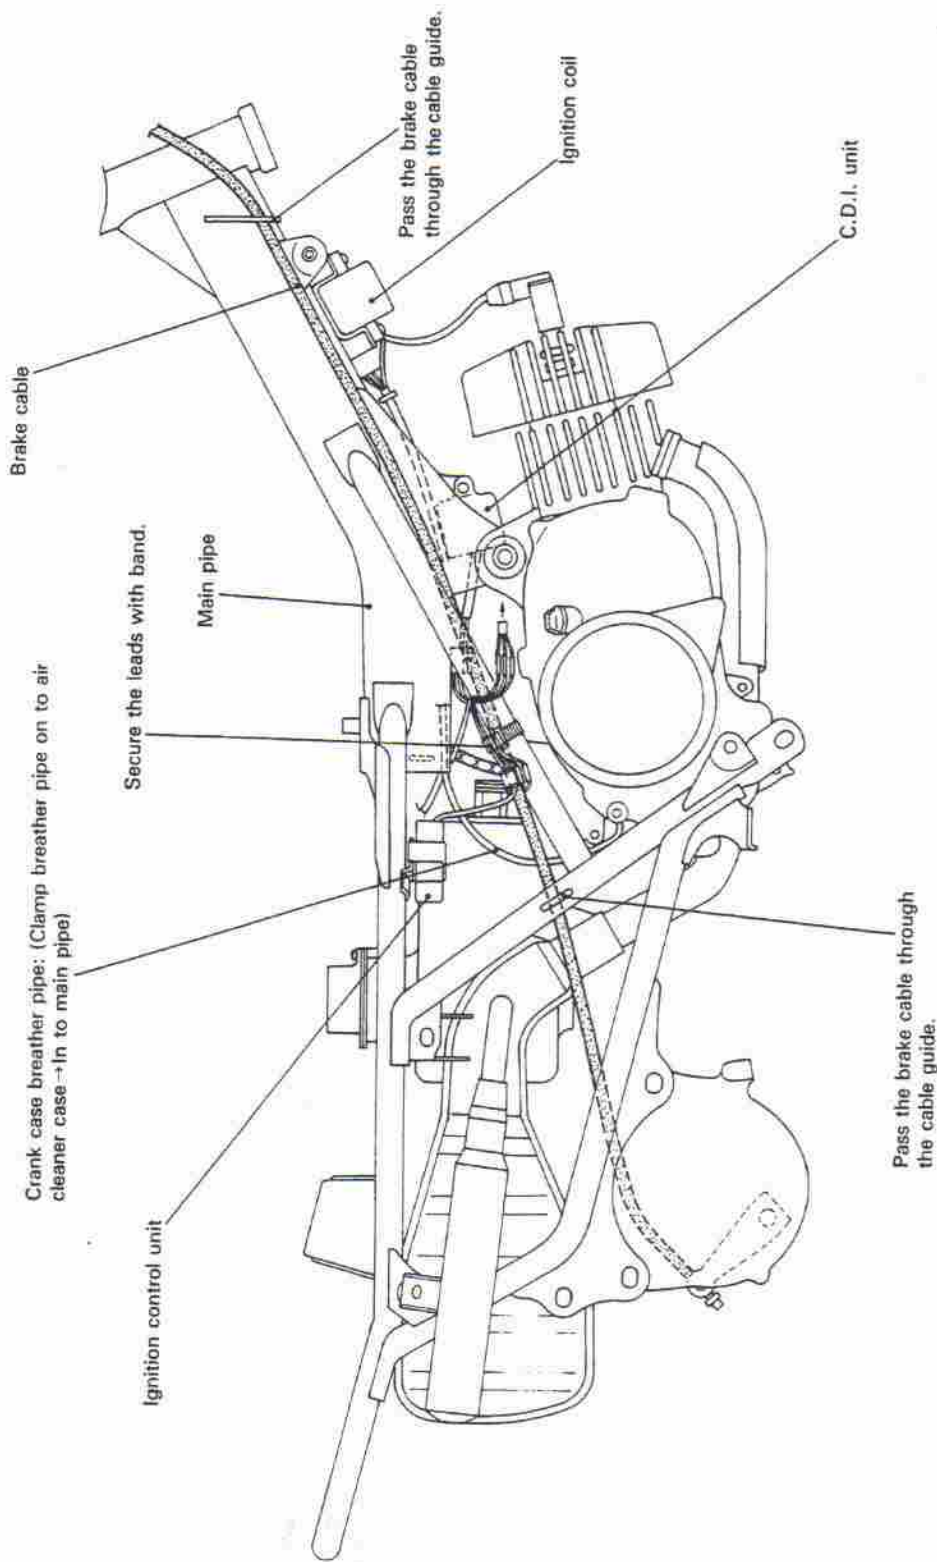 Crank case breather pipe: (Clamp breather pipe on to air
cleaner case→In to main pipe)
Ignition control unit
Secure the leads with band.
Main pipe
Brake cable
Pass the brake cable
through the cable guide.
Ignition coil
C.D.I. unit
Pass the brake cable through
the cable guide.